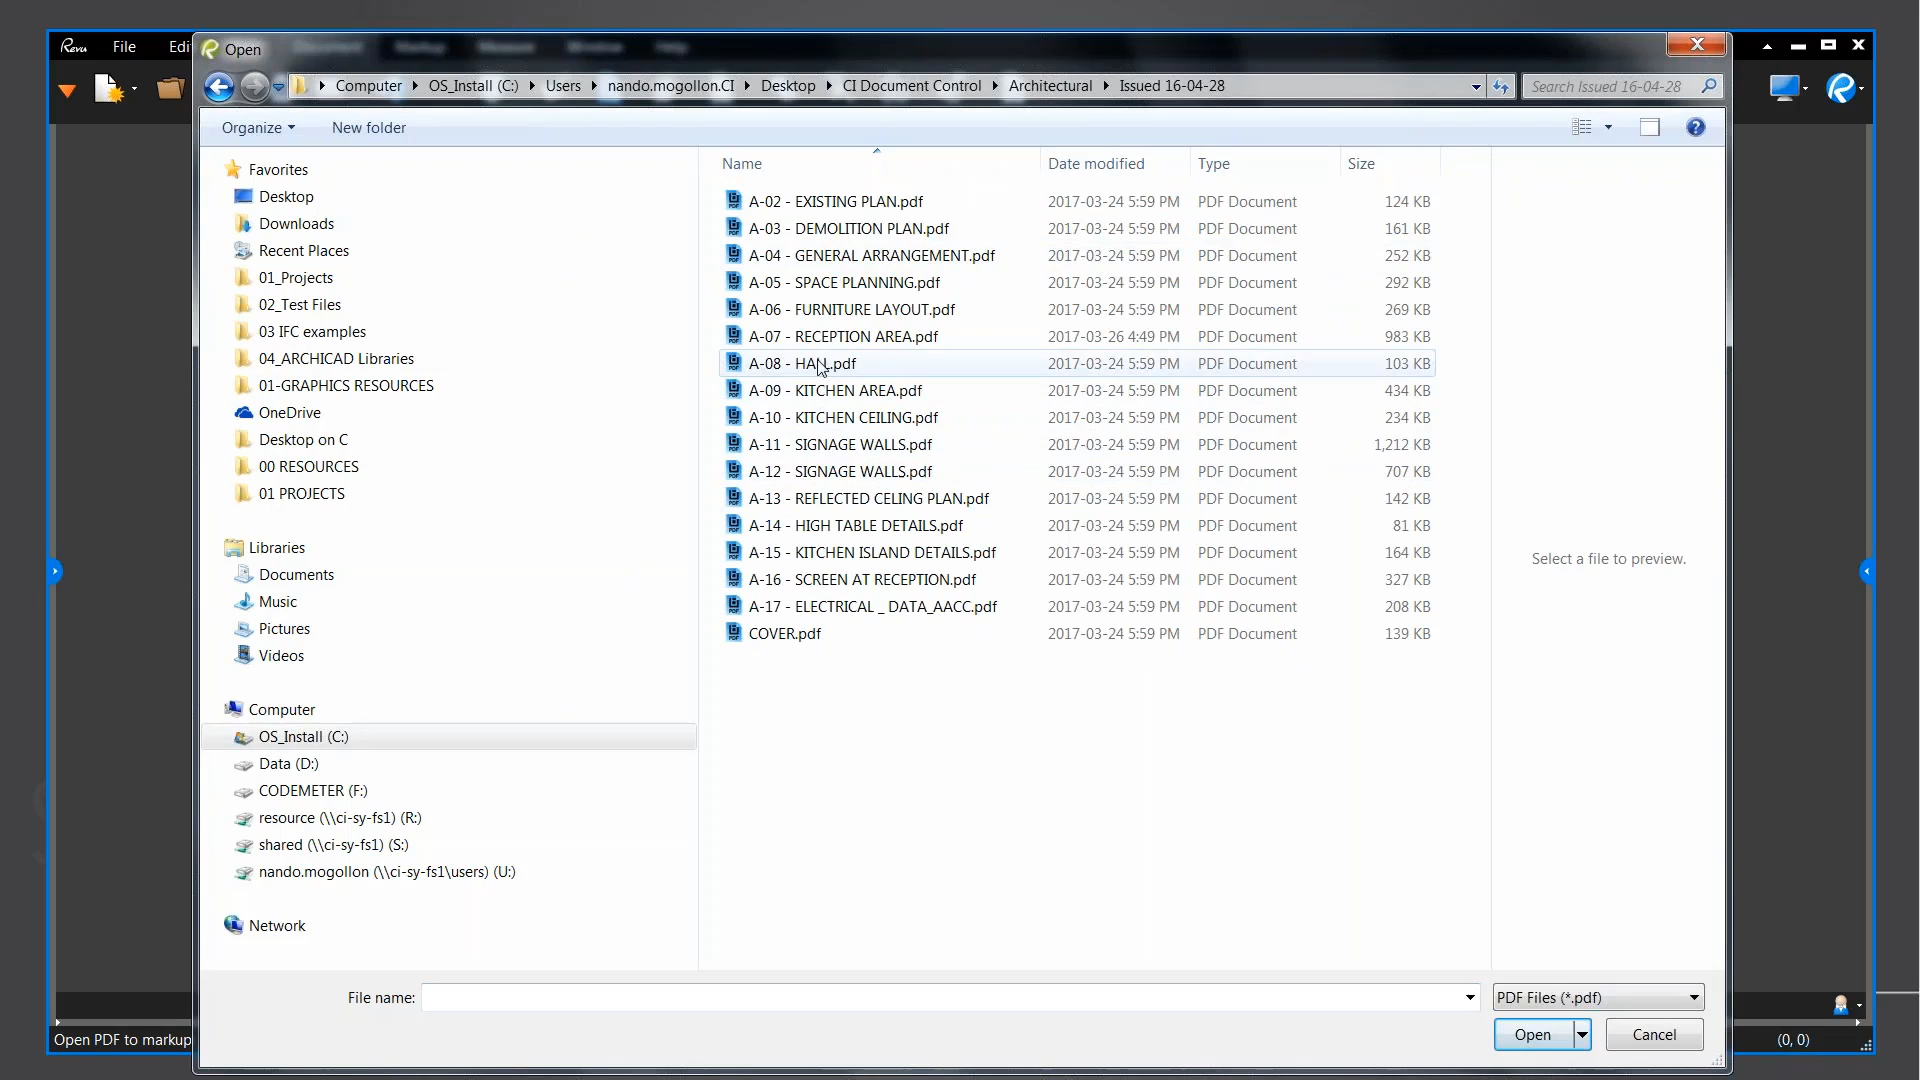 Revu File Edi Document Markup Measure Window Help
Open
Computer OS_Install (C:) Users nando.mogollon.CI Desktop CI Document Control Architectural Issued 16-04-28
Search Issued 16-04-28
Organize New folder
Favorites
Desktop
Downloads
Recent Places
01_Projects
02_Test Files
03 IFC examples
04_ARCHICAD Libraries
01-GRAPHICS RESOURCES
OneDrive
Desktop on C
00 RESOURCES
01 PROJECTS
Libraries
Documents
Music
Pictures
Videos
Computer
OS_Install (C:)
Data (D:)
CODEMETER (F:)
resource (\\ci-sy-fs1) (R:)
shared (\\ci-sy-fs1) (S:)
nando.mogollon (\\ci-sy-fs1\users) (U:)
Network
Name Date modified Type Size
A-02 - EXISTING PLAN.pdf 2017-03-24 5:59 PM PDF Document 124 KB
A-03 - DEMOLITION PLAN.pdf 2017-03-24 5:59 PM PDF Document 161 KB
A-04 - GENERAL ARRANGEMENT.pdf 2017-03-24 5:59 PM PDF Document 252 KB
A-05 - SPACE PLANNING.pdf 2017-03-24 5:59 PM PDF Document 292 KB
A-06 - FURNITURE LAYOUT.pdf 2017-03-24 5:59 PM PDF Document 269 KB
A-07 - RECEPTION AREA.pdf 2017-03-26 4:49 PM PDF Document 983 KB
A-08 - HALL.pdf 2017-03-24 5:59 PM PDF Document 103 KB
A-09 - KITCHEN AREA.pdf 2017-03-24 5:59 PM PDF Document 434 KB
A-10 - KITCHEN CEILING.pdf 2017-03-24 5:59 PM PDF Document 234 KB
A-11 - SIGNAGE WALLS.pdf 2017-03-24 5:59 PM PDF Document 1,212 KB
A-12 - SIGNAGE WALLS.pdf 2017-03-24 5:59 PM PDF Document 707 KB
A-13 - REFLECTED CELING PLAN.pdf 2017-03-24 5:59 PM PDF Document 142 KB
A-14 - HIGH TABLE DETAILS.pdf 2017-03-24 5:59 PM PDF Document 81 KB
A-15 - KITCHEN ISLAND DETAILS.pdf 2017-03-24 5:59 PM PDF Document 164 KB
A-16 - SCREEN AT RECEPTION.pdf 2017-03-24 5:59 PM PDF Document 327 KB
A-17 - ELECTRICAL _ DATA_AACC.pdf 2017-03-24 5:59 PM PDF Document 208 KB
COVER.pdf 2017-03-24 5:59 PM PDF Document 139 KB
Select a file to preview.
File name: PDF Files (*.pdf)
Open Cancel
Open PDF to markup (0, 0)